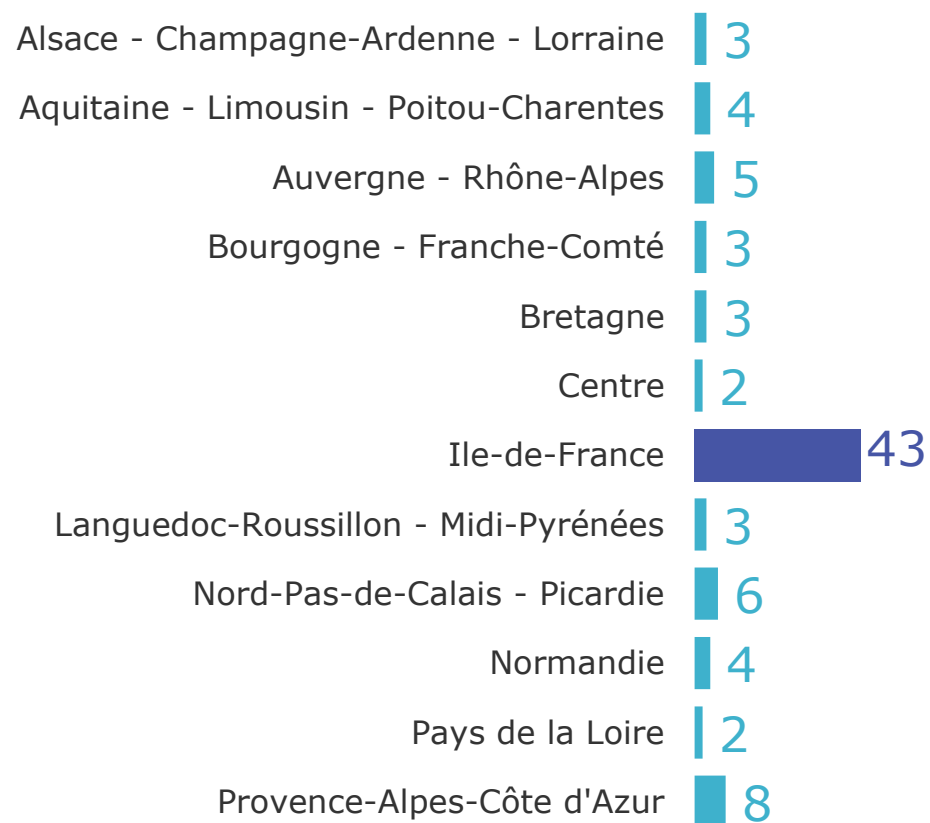 Alsace - Champagne-Ardenne - Lorraine 3
Aquitaine - Limousin - Poitou-Charentes 4
Auvergne - Rhône-Alpes 5
Bourgogne - Franche-Comté 3
Bretagne 3
Centre 2
Ile-de-France 43
Languedoc-Roussillon - Midi-Pyrénées 3
Nord-Pas-de-Calais - Picardie 6
Normandie 4
Pays de la Loire 2
Provence-Alpes-Côte d'Azur 8